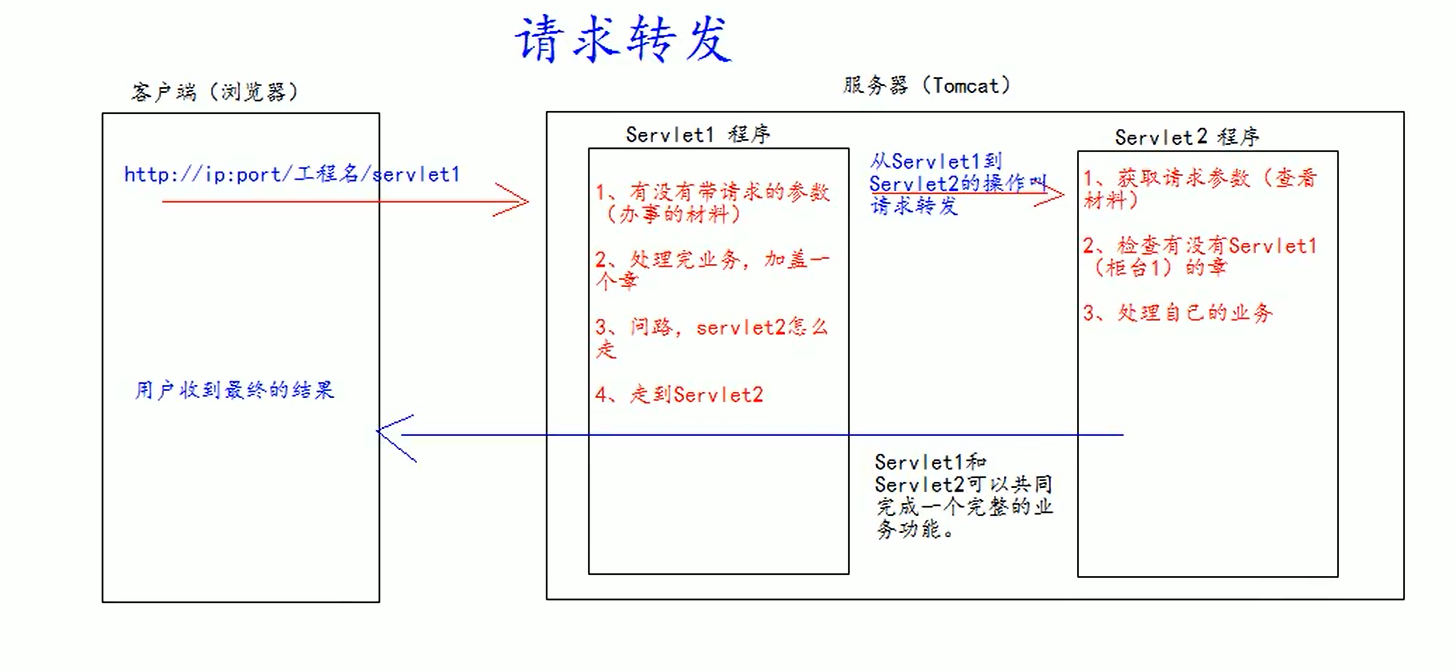 请求转发
客户端（浏览器）
服务器（Tomcat）
http://ip:port/工程名/servlet1
用户收到最终的结果
Servlet1 程序
1、有没有带请求的参数
（办事的材料）
2、处理完业务，加盖一
个章
3、问路，servlet2怎么
走
4、走到Servlet2
从Servlet1到
Servlet2的操作叫
请求转发
Servlet1和
Servlet2可以共同
完成一个完整的业
务功能。
Servlet2 程序
1、获取请求参数（查看
材料）
2、检查有没有Servlet1
（柜台1）的章
3、处理自己的业务